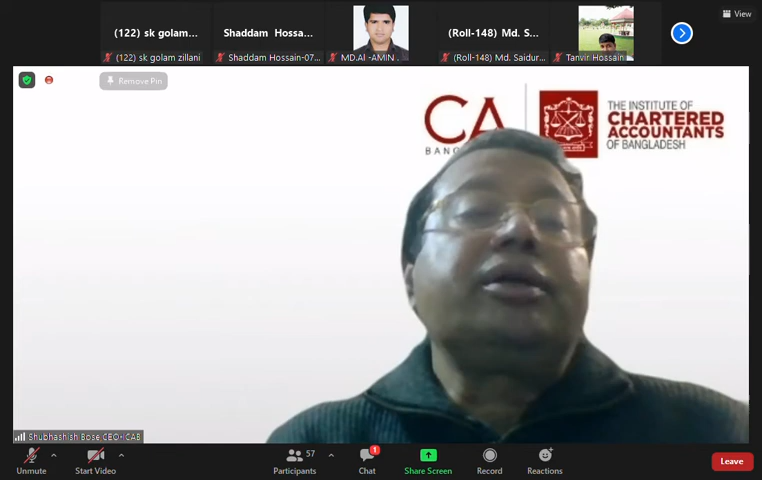 (122) sk golam...
Shaddam Hossa...
(Roll-148) Md. S...
View
(122) sk golam zillani
Shaddam Hossain-07...
MD.Al -AMIN .
(Roll-148) Md. Saidur...
Tanvir Hossain
Remove Pin
CA
BANG
THE INSTITUTE OF
CHARTERED
ACCOUNTANTS
OF BANGLADESH
Shubhashish Bose CEO-ICAB
Unmute
Start Video
57
Participants
1
Chat
Share Screen
Record
Reactions
Leave